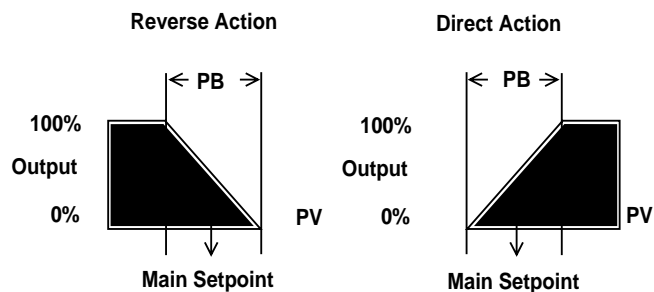 Reverse Action
Direct Action
PB
PB
100%
100%
Output
Output
0%
PV
0%
PV
Main Setpoint
Main Setpoint